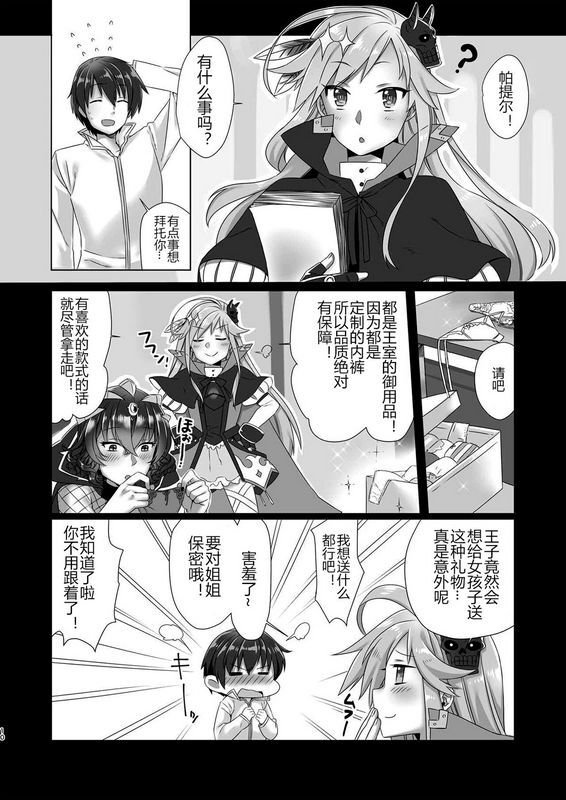 帕提尔！
？
有什么事吗？
有点事想
拜托你…
请吧
都是王室的御用品！
因为都是
定制的内裤
所以品质绝对
有保障！
有喜欢的款式的话
就尽管拿走吧！
ほぉ！
王子竟然会
想给女孩子送
这种礼物…
真是意外呢
我想送什么
都行吧！
害羞了～
要对姐姐
保密哦！
我知道了啦
你不用跟着了！
10